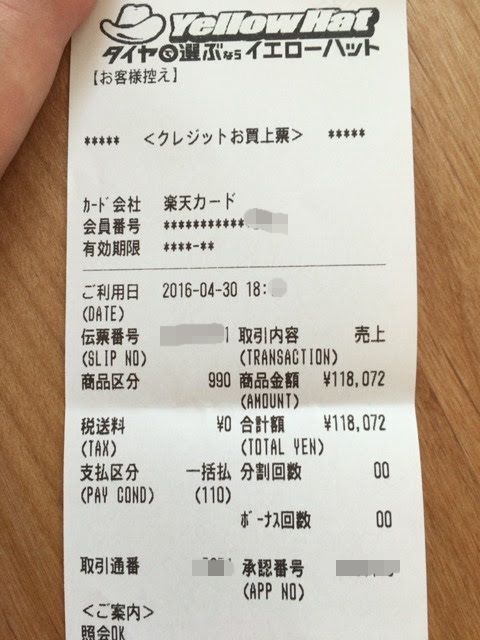 Yellow Hat
タイヤ選ぶならイエローハット
【お客様控え】
***** <クレジットお買上票> *****
カード会社 楽天カード
会員番号 ***********
有効期限 ****-**
ご利用日 2016-04-30 18:
(DATE)
伝票番号 1 取引内容 売上
(SLIP NO) (TRANSACTION)
商品区分 990 商品金額 ¥118,072
(AMOUNT)
税送料 ¥0 合計額 ¥118,072
(TAX) (TOTAL YEN)
支払区分 一括払 分割回数 00
(PAY COND) (110)
ボーナス回数 00
取引通番 承認番号
(APP NO)
<ご案内>
照会OK